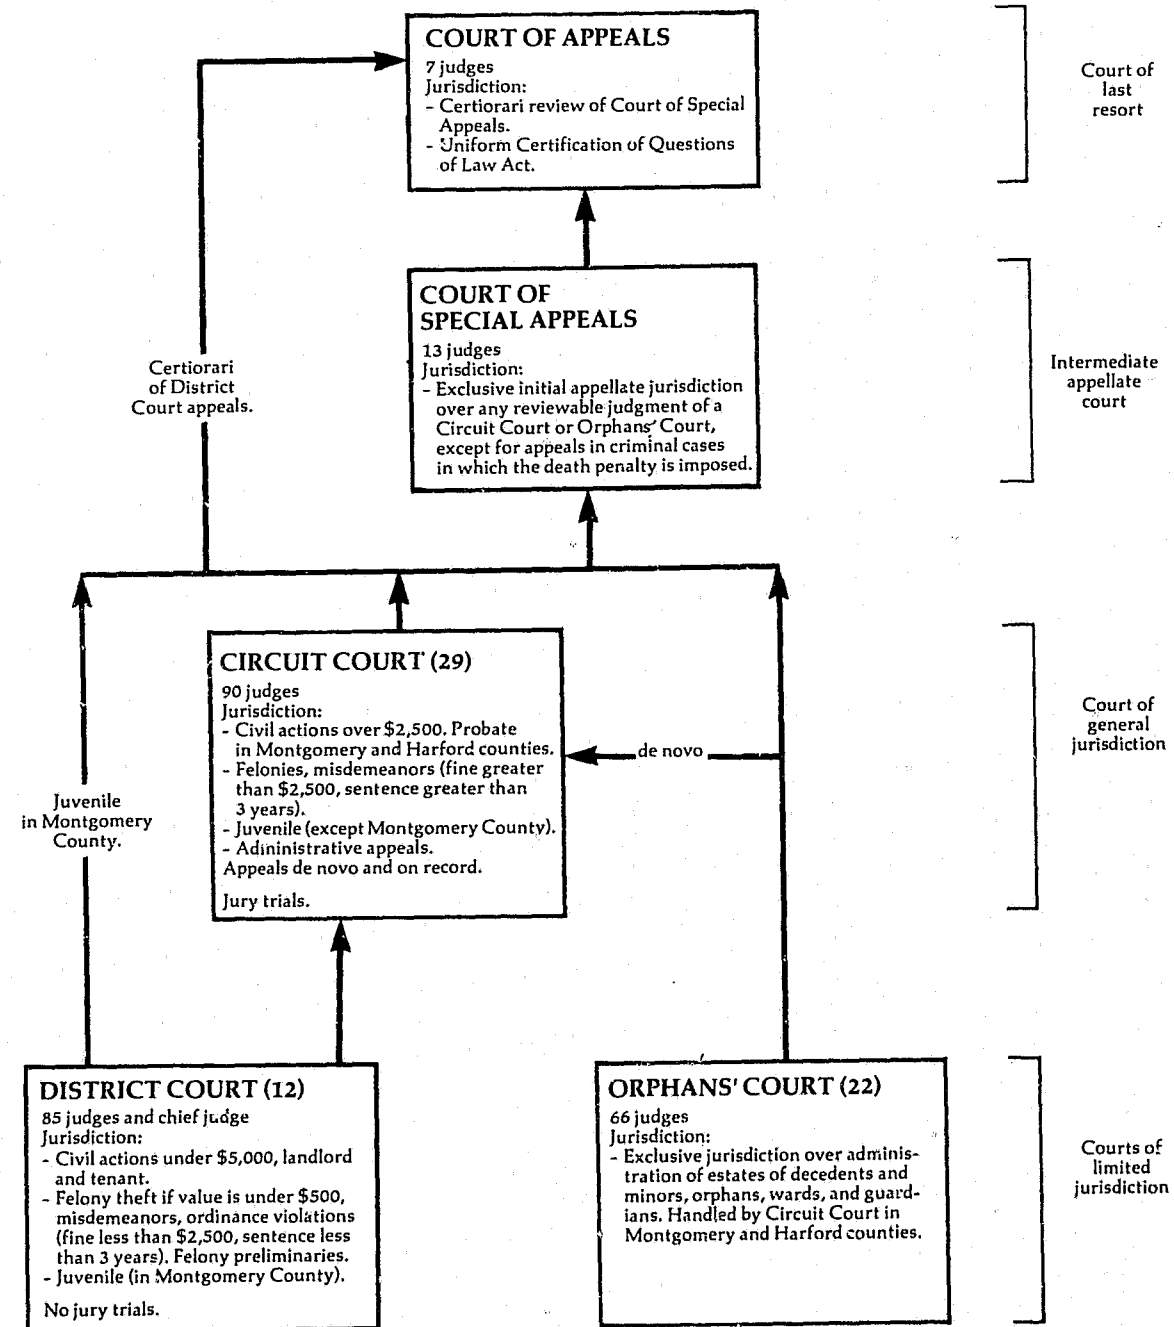 COURT OF APPEALS
7 judges
Jurisdiction:
- Certiorari review of Court of Special
Appeals.
- Uniform Certification of Questions
of Law Act.
Court of
last
resort
COURT OF
SPECIAL APPEALS
13 judges
Jurisdiction:
- Exclusive initial appellate jurisdiction
over any reviewable judgment of a
Circuit Court or Orphans' Court,
except for appeals in criminal cases
in which the death penalty is imposed.
Intermediate
appellate
court
Certiorari
of District
Court appeals.
CIRCUIT COURT (29)
90 judges
Jurisdiction:
- Civil actions over $2,500. Probate
in Montgomery and Harford counties.
- Felonies, misdemeanors (fine greater
than $2,500, sentence greater than
3 years).
- Juvenile (except Montgomery County).
- Administrative appeals.
Appeals de novo and on record.
Jury trials.
de novo
Court of
general
jurisdiction
Juvenile
in Montgomery
County.
DISTRICT COURT (12)
85 judges and chief judge
Jurisdiction:
- Civil actions under $5,000, landlord
and tenant.
- Felony theft if value is under $500,
misdemeanors, ordinance violations
(fine less than $2,500, sentence less
than 3 years). Felony preliminaries.
- Juvenile (in Montgomery County).
No jury trials.
ORPHANS' COURT (22)
66 judges
Jurisdiction:
- Exclusive jurisdiction over adminis-
tration of estates of decedents and
minors, orphans, wards, and guard-
ians. Handled by Circuit Court in
Montgomery and Harford counties.
Courts of
limited
jurisdiction